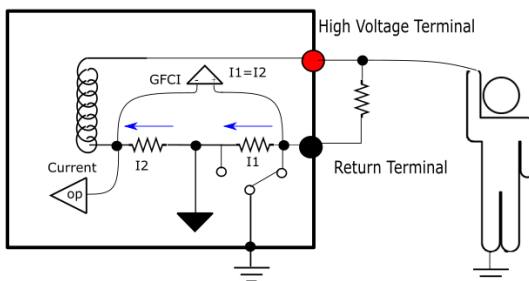 High Voltage Terminal
GFCI
I1=I2
- +
I2
I1
Current
op
Return Terminal